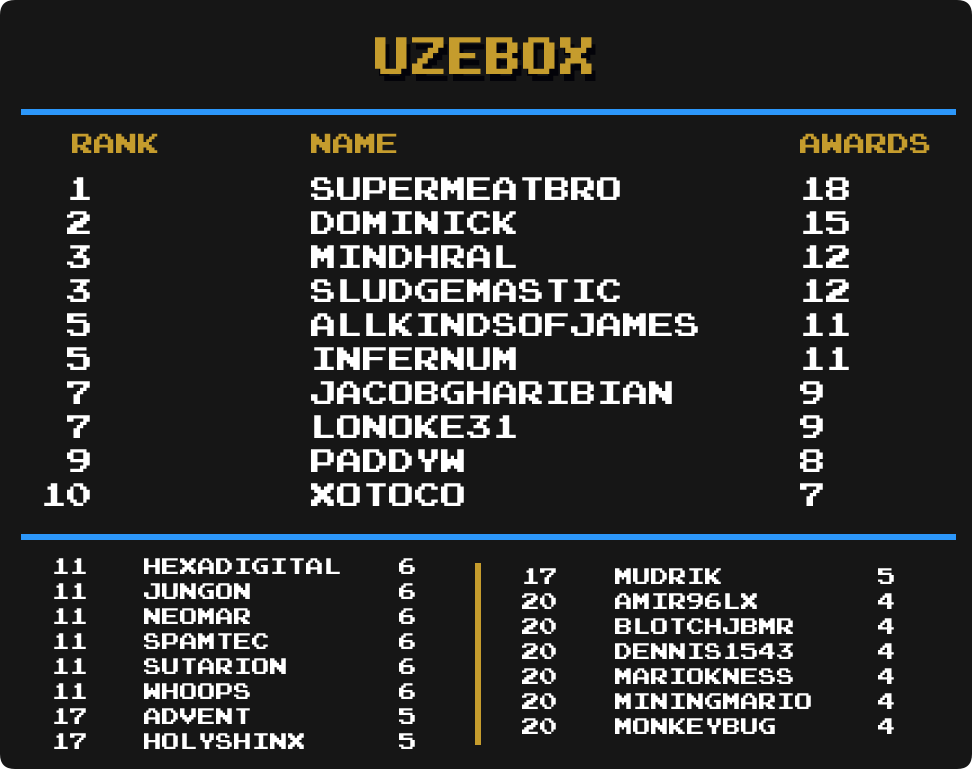 UZEBOX
RANK NAME AWARDS
1 SUPERMEATBRO 18
2 DOMINICK 15
3 MINDHRAL 12
3 SLUDGEMASTIC 12
5 ALLKINDSOFJAMES 11
5 INFERNUM 11
7 JACOBGHARIBIAN 9
7 LONOKE31 9
9 PADDYW 8
10 XOTOCO 7
11 HEXADIGITAL 6
11 JUNGON 6
11 NEOMAR 6
11 SPAMTEC 6
11 SUTARION 6
11 WHOOPS 6
17 ADVENT 5
17 HOLYSHINX 5
17 MUDRIK 5
20 AMIR96LX 4
20 BLOTCHJBMR 4
20 DENNIS1543 4
20 MARIOKNESS 4
20 MININGMARIO 4
20 MONKEYBUG 4